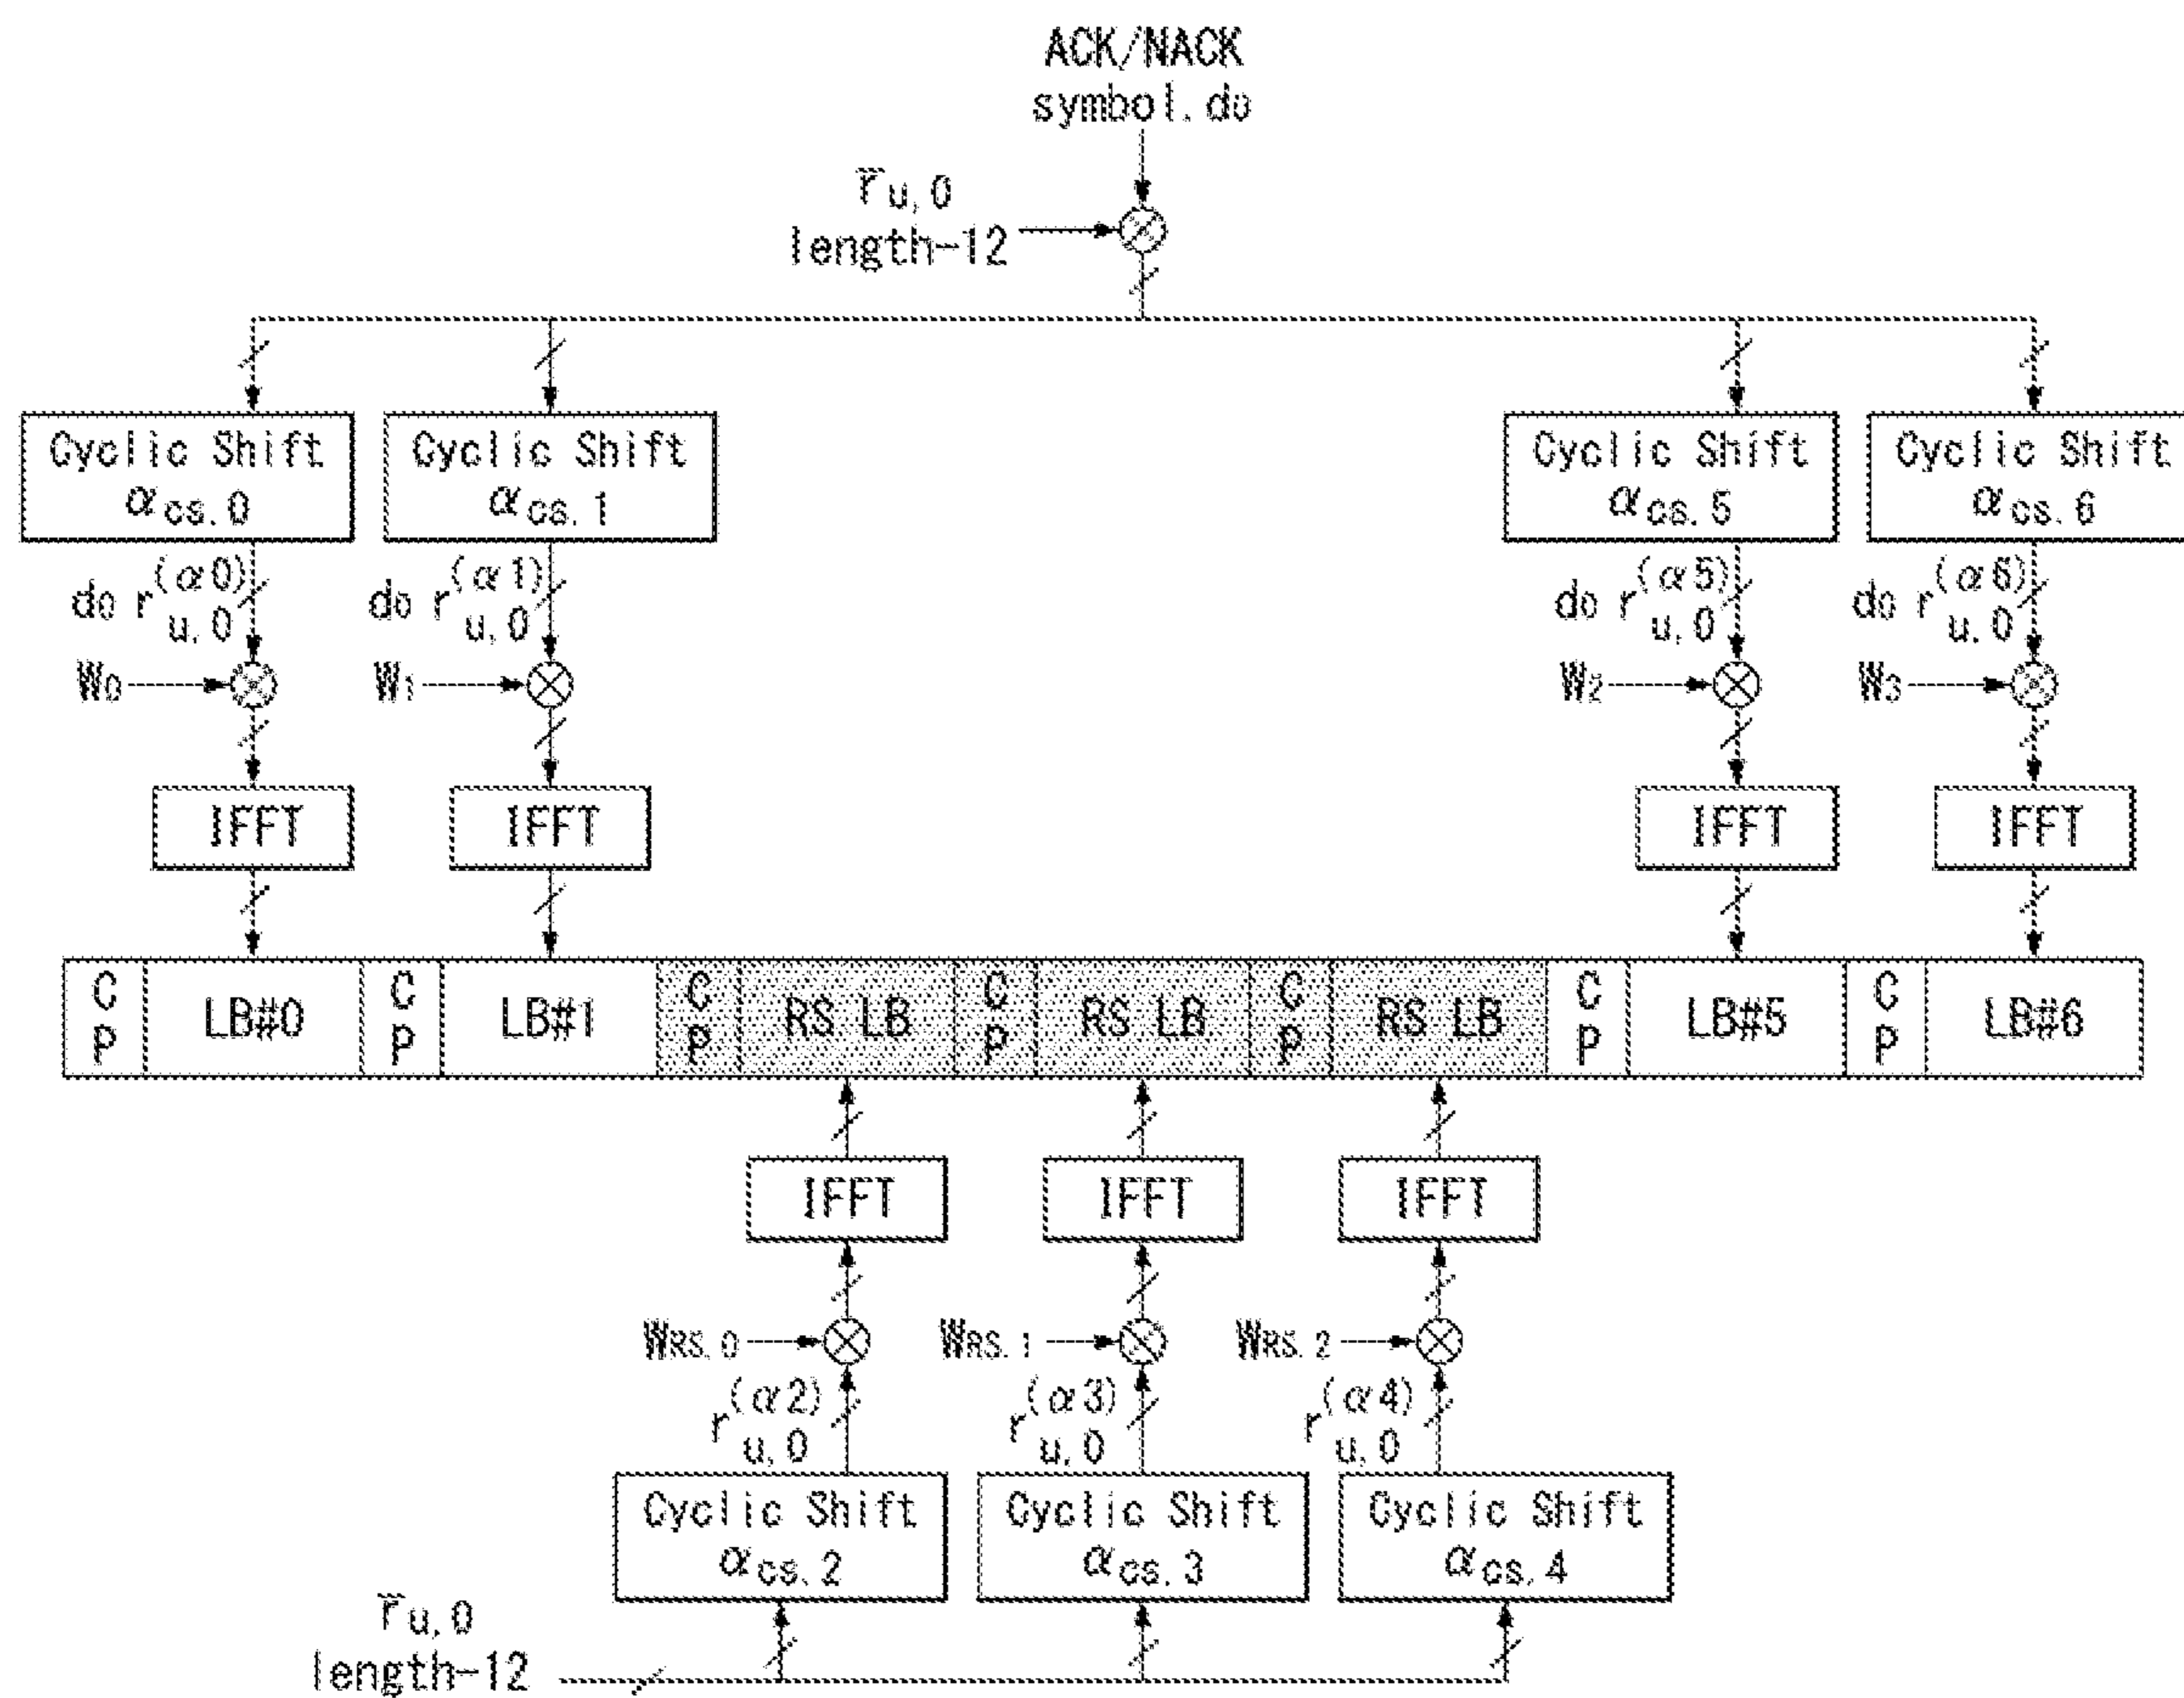 ACK/NACK
symbol.d0
r̅u,0
length-12
Cyclic Shift
αcs.0
Cyclic Shift
αcs.1
Cyclic Shift
αcs.5
Cyclic Shift
αcs.6
d0 r(α0)u,0
d0 r(α1)u,0
d0 r(α5)u,0
d0 r(α6)u,0
W0
W1
W2
W3
IFFT
IFFT
IFFT
IFFT
CP
LB#0
CP
LB#1
CP
RS LB
CP
RS LB
CP
RS LB
CP
LB#5
CP
LB#6
IFFT
IFFT
IFFT
WRS.0
WRS.1
WRS.2
r(α2)u,0
r(α3)u,0
r(α4)u,0
Cyclic Shift
αcs.2
Cyclic Shift
αcs.3
Cyclic Shift
αcs.4
r̅u,0
length-12